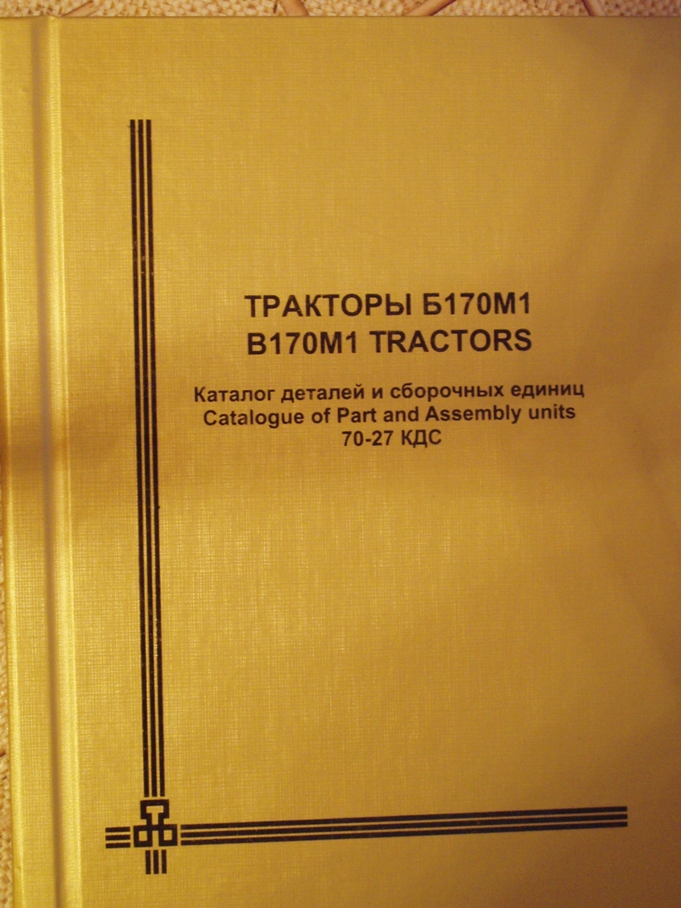 ТРАКТОРЫ Б170М1
B170M1 TRACTORS
Каталог деталей и сборочных единиц
Catalogue of Part and Assembly units
70-27 КДС